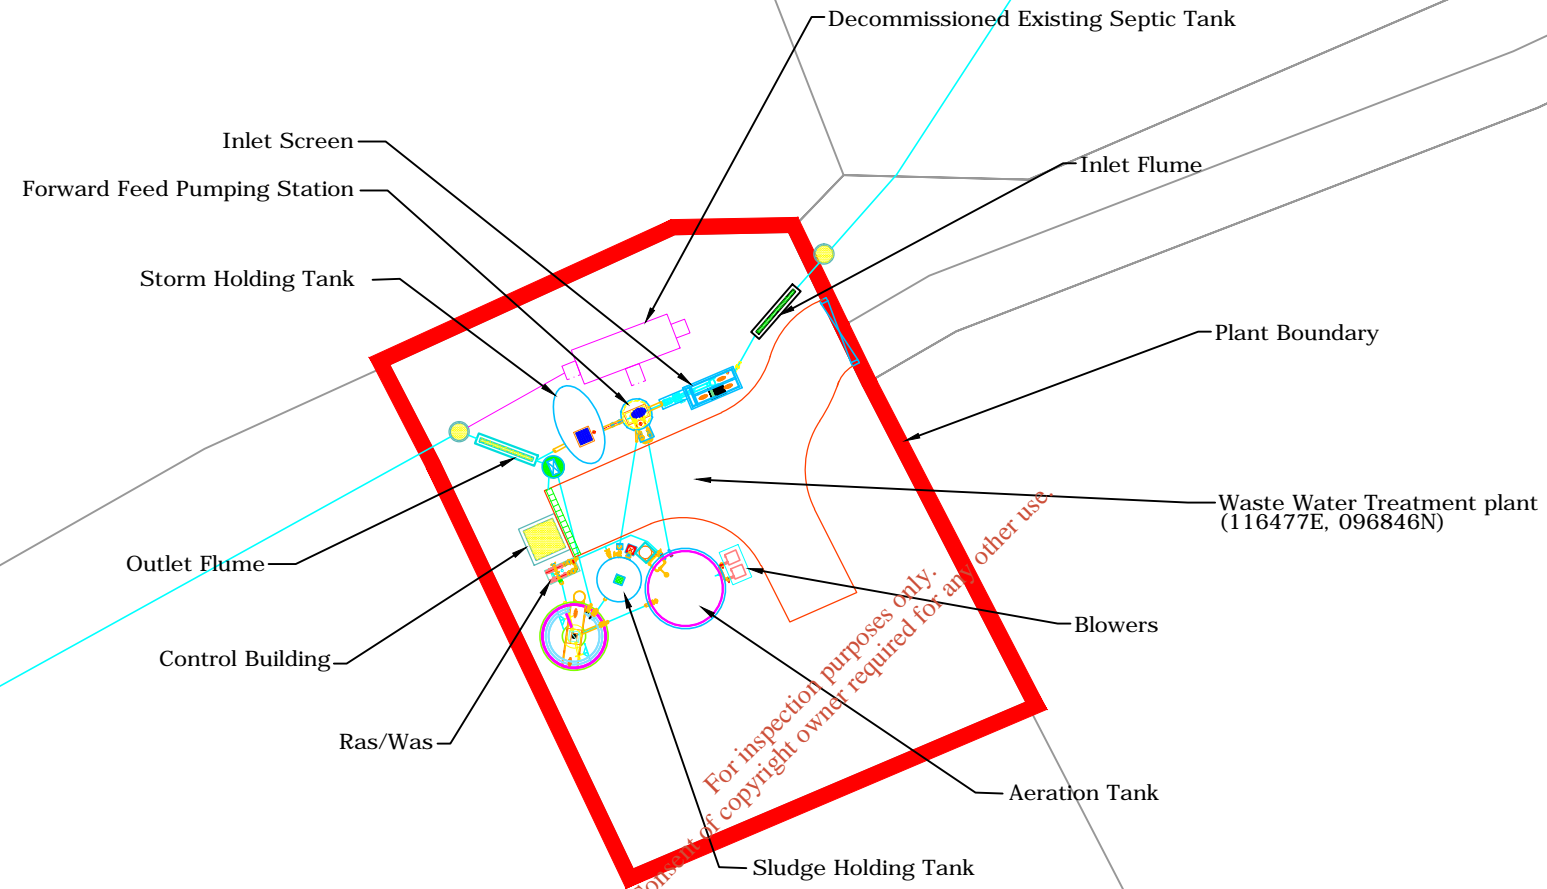 Decommissioned Existing Septic Tank
Inlet Screen
Inlet Flume
Forward Feed Pumping Station
Storm Holding Tank
Plant Boundary
Waste Water Treatment plant
(116477E, 096846N)
Outlet Flume
Blowers
Control Building
Ras/Was
Aeration Tank
Sludge Holding Tank
For inspection purposes only.
Consent of copyright owner required for any other use.